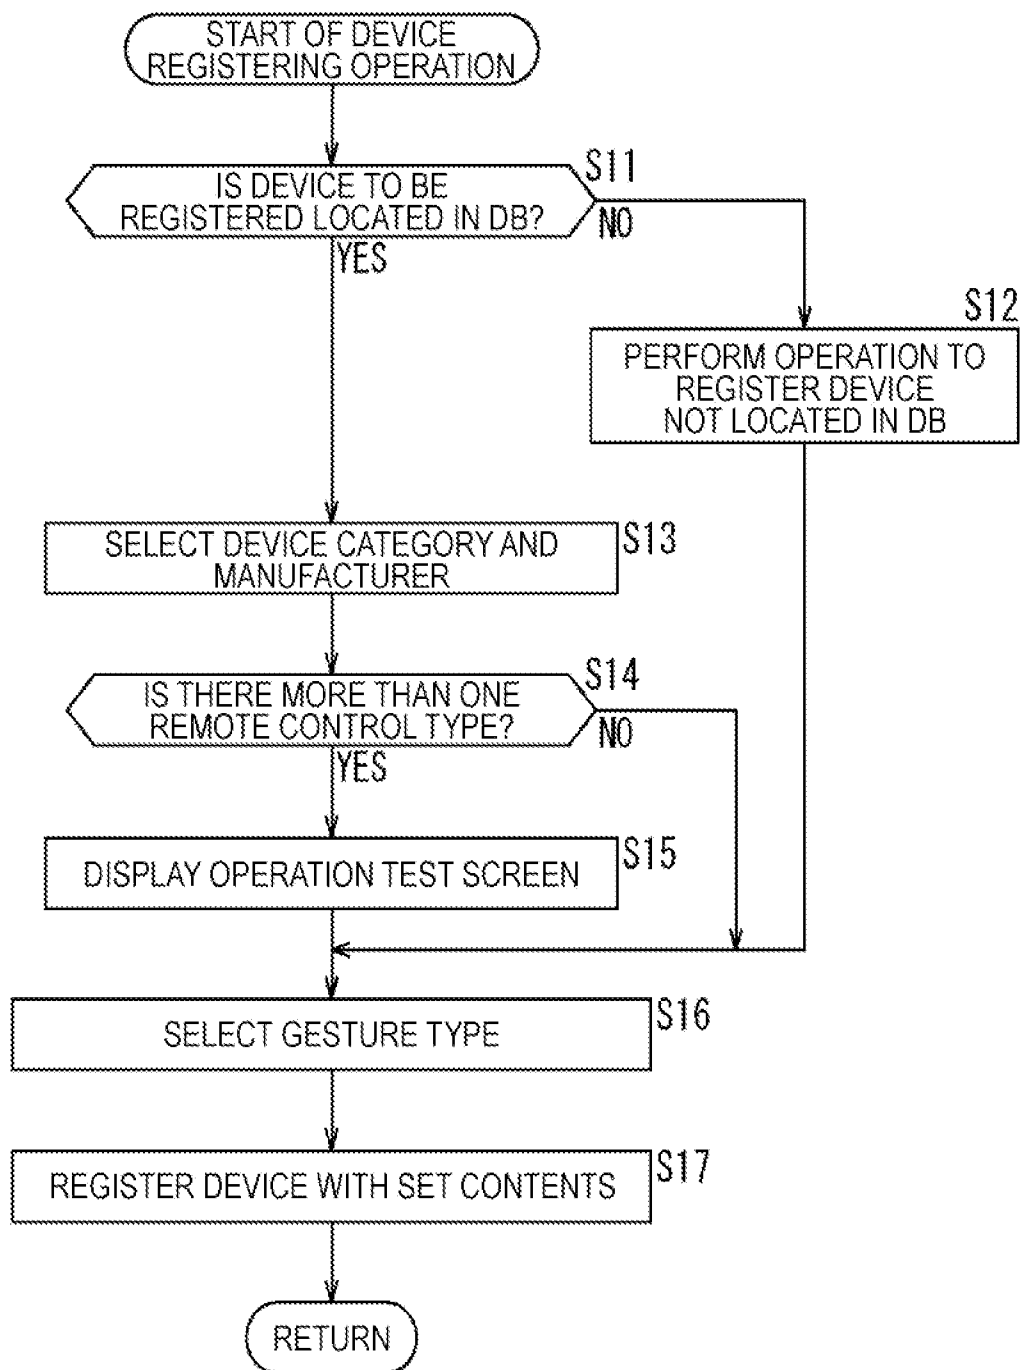 START OF DEVICE
REGISTERING OPERATION
S11
IS DEVICE TO BE
REGISTERED LOCATED IN DB?
NO
YES
S12
PERFORM OPERATION TO
REGISTER DEVICE
NOT LOCATED IN DB
S13
SELECT DEVICE CATEGORY AND
MANUFACTURER
S14
IS THERE MORE THAN ONE
REMOTE CONTROL TYPE?
NO
YES
S15
DISPLAY OPERATION TEST SCREEN
S16
SELECT GESTURE TYPE
S17
REGISTER DEVICE WITH SET CONTENTS
RETURN